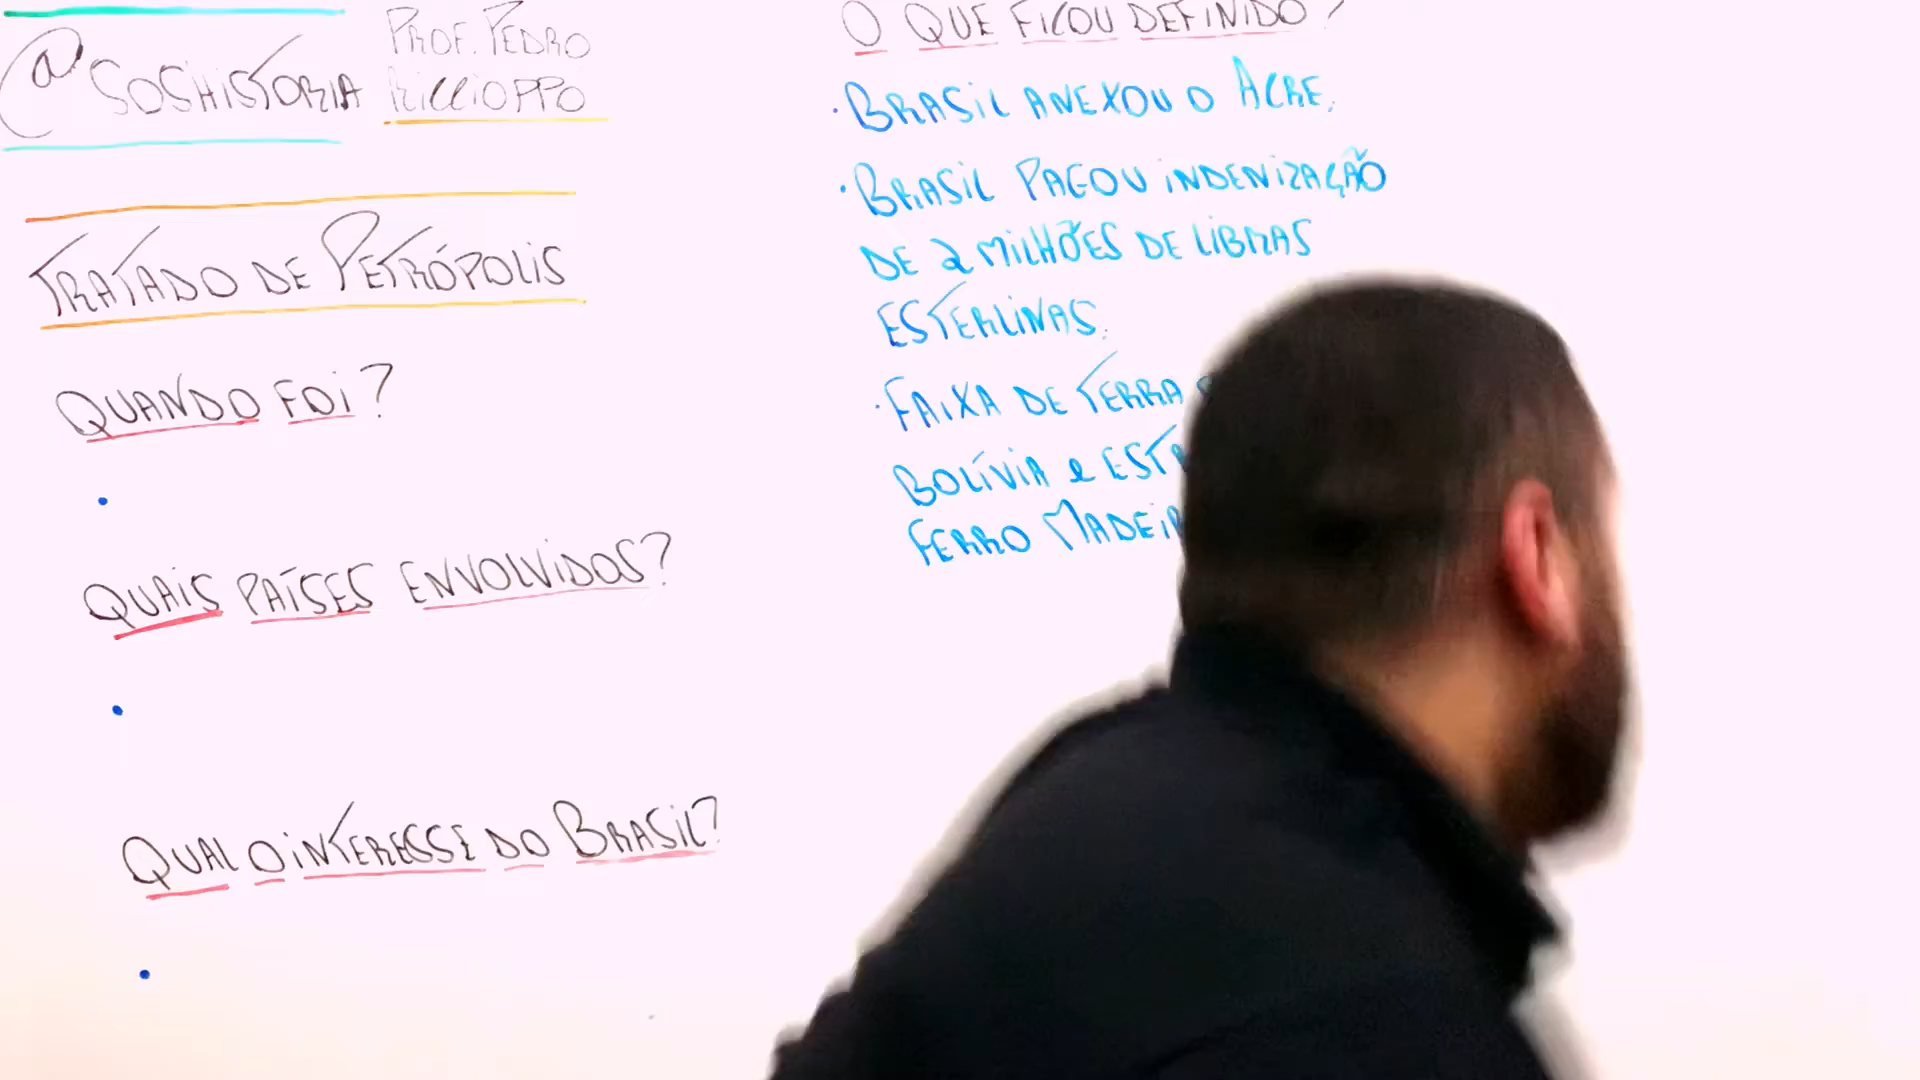 @SOSHISTORIA
PROF. PEDRO
RICCIOPPO
TRATADO DE PETRÓPOLIS
QUANDO FOI?
QUAIS PAÍSES ENVOLVIDOS?
QUAL O INTERESSE DO BRASIL?
O QUE FICOU DEFINIDO?
• BRASIL ANEXOU O ACRE.
• BRASIL PAGOU INDENIZAÇÃO
DE 2 MILHÕES DE LIBRAS
ESTERLINAS.
• FAIXA DE TERRA
BOLÍVIA e
FERRO